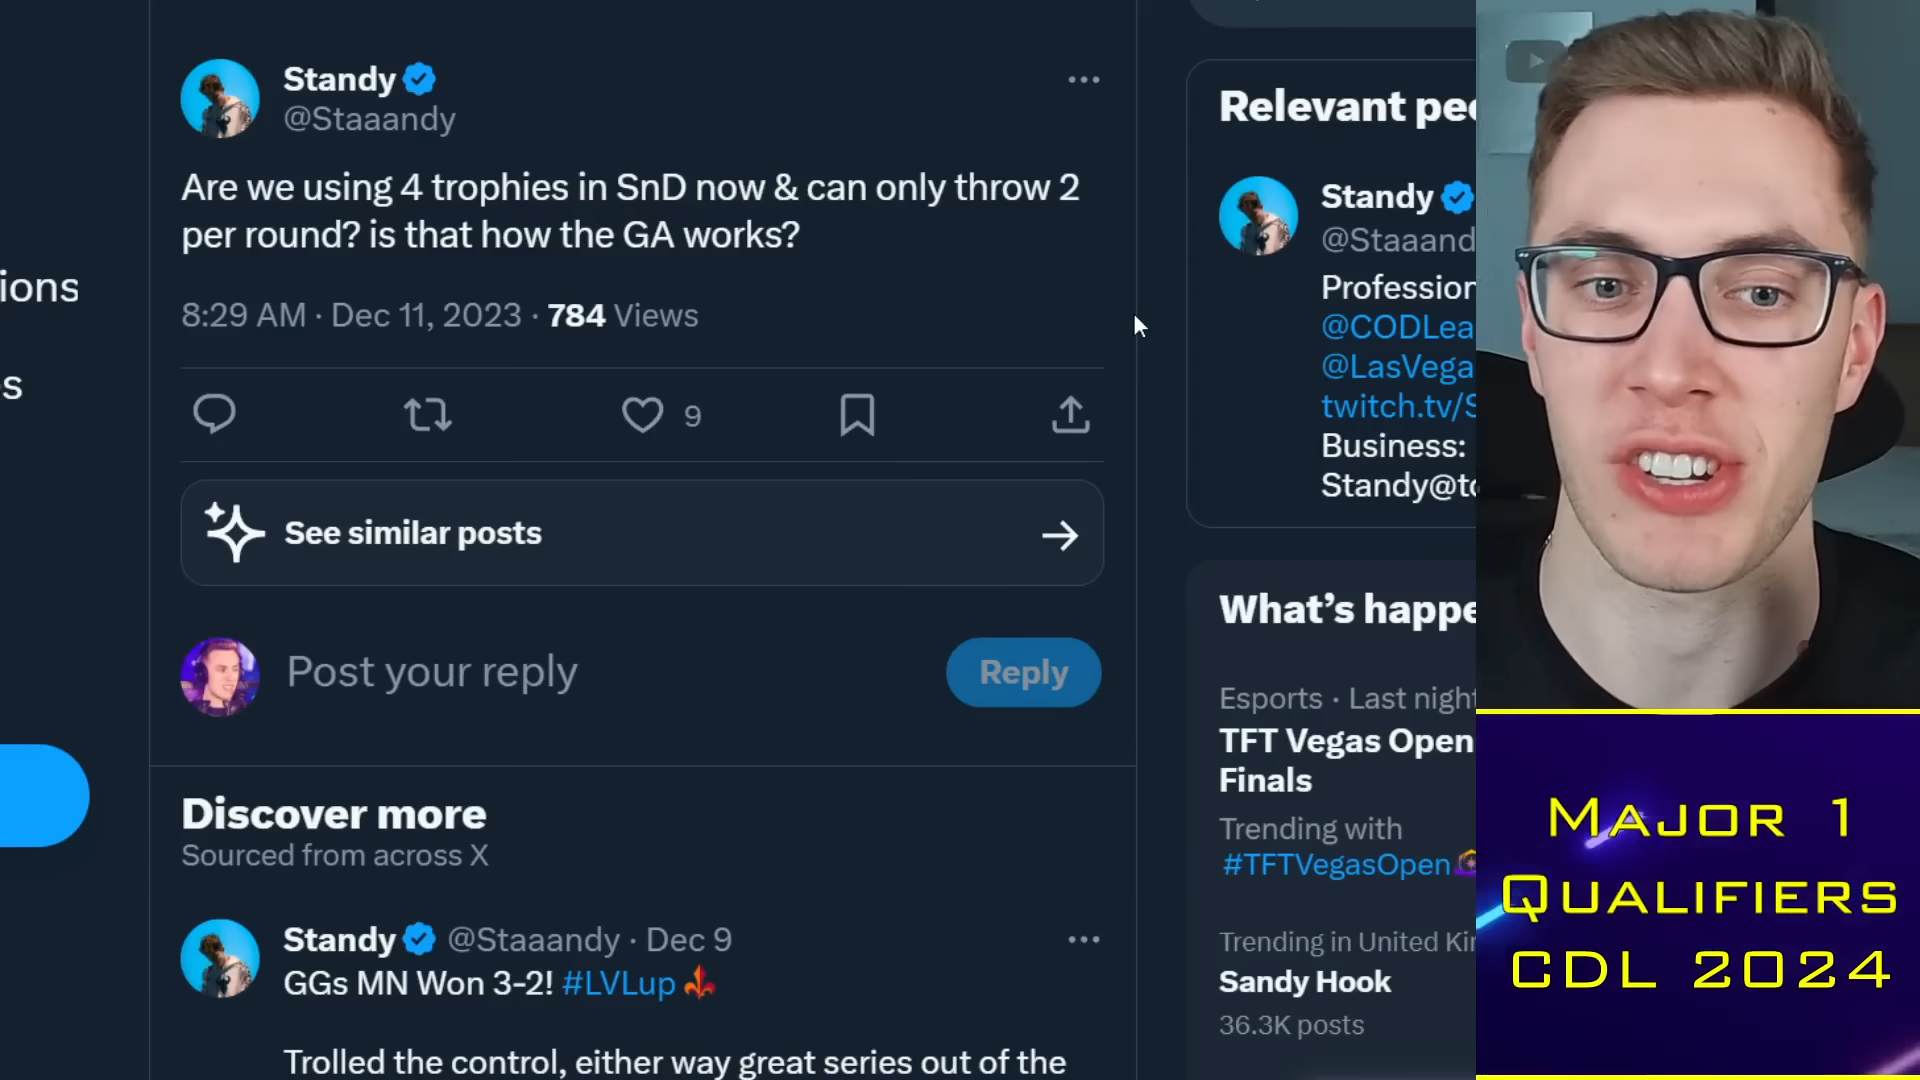 ions
s
Standy
@Staaandy
Are we using 4 trophies in SnD now & can only throw 2
per round? is that how the GA works?
8:29 AM · Dec 11, 2023 · 784 Views
9
See similar posts
Post your reply
Reply
Discover more
Sourced from across X
Standy @Staaandy · Dec 9
GGs MN Won 3-2! #LVLup
Trolled the control, either way great series out of the
Relevant peo
Standy
@Staaand
Profession
@CODLea
@LasVega
twitch.tv/S
Business:
Standy@to
What's happe
Esports · Last night
TFT Vegas Open
Finals
Trending with
#TFTVegasOpen
Trending in United Kin
Sandy Hook
36.3K posts
MAJOR 1
QUALIFIERS
CDL 2024